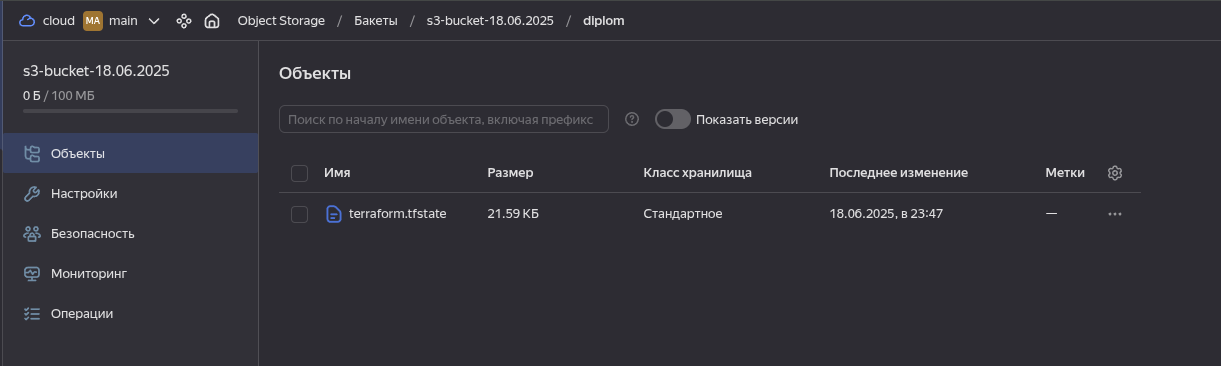 cloud MA main Object Storage / Бакеты / s3-bucket-18.06.2025 / diplom
s3-bucket-18.06.2025
0 Б / 100 МБ
Объекты
Настройки
Безопасность
Мониторинг
Операции
Объекты
Поиск по началу имени объекта, включая префикс ? Показать версии
Имя Размер Класс хранилища Последнее изменение Метки
terraform.tfstate 21.59 КБ Стандартное 18.06.2025, в 23:47 —